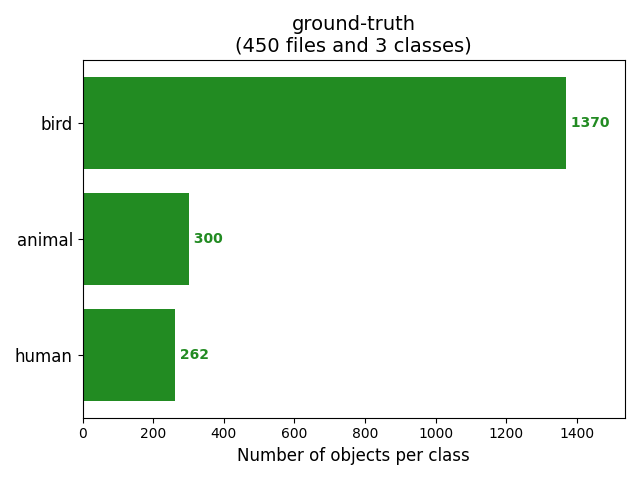 ground-truth
(450 files and 3 classes)
bird
1370
animal
300
human
262
0 200 400 600 800 1000 1200 1400
Number of objects per class